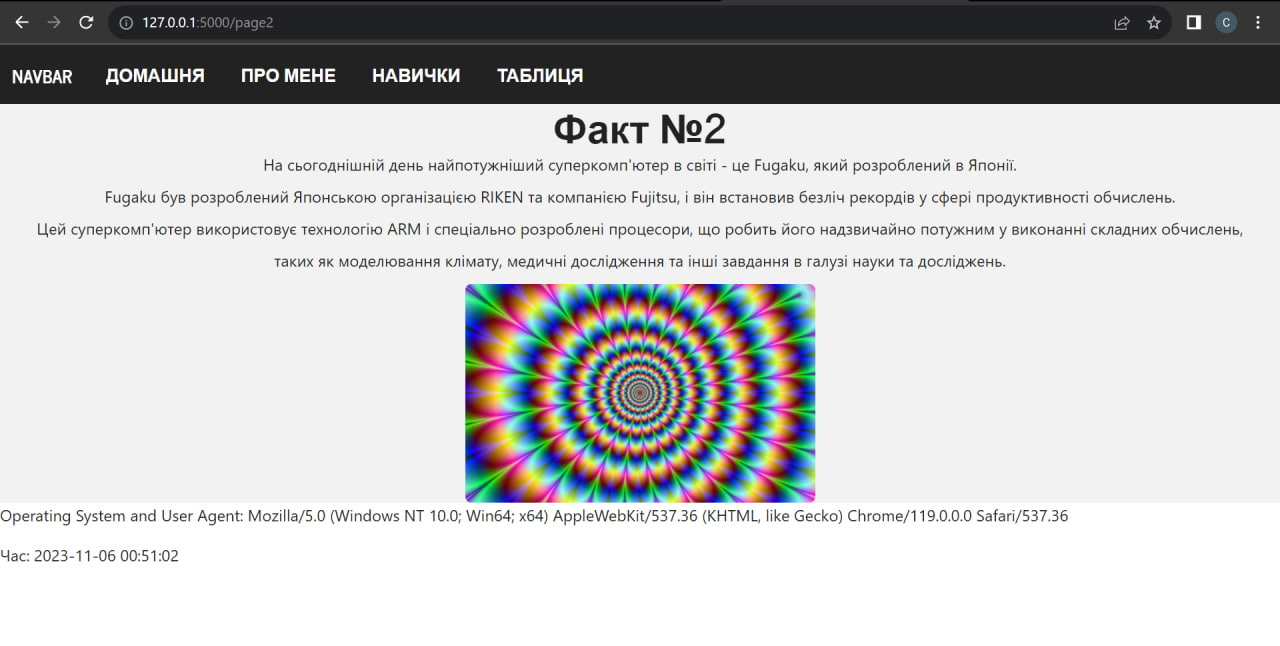 127.0.0.1:5000/page2
C
NAVBAR ДОМАШНЯ ПРО МЕНЕ НАВИЧКИ ТАБЛИЦЯ
Факт №2
На сьогоднішній день найпотужніший суперкомп'ютер в світі - це Fugaku, який розроблений в Японії.
Fugaku був розроблений Японською організацією RIKEN та компанією Fujitsu, і він встановив безліч рекордів у сфері продуктивності обчислень.
Цей суперкомп'ютер використовує технологію ARM і спеціально розроблені процесори, що робить його надзвичайно потужним у виконанні складних обчислень,
таких як моделювання клімату, медичні дослідження та інші завдання в галузі науки та досліджень.
Operating System and User Agent: Mozilla/5.0 (Windows NT 10.0; Win64; x64) AppleWebKit/537.36 (KHTML, like Gecko) Chrome/119.0.0.0 Safari/537.36
Час: 2023-11-06 00:51:02